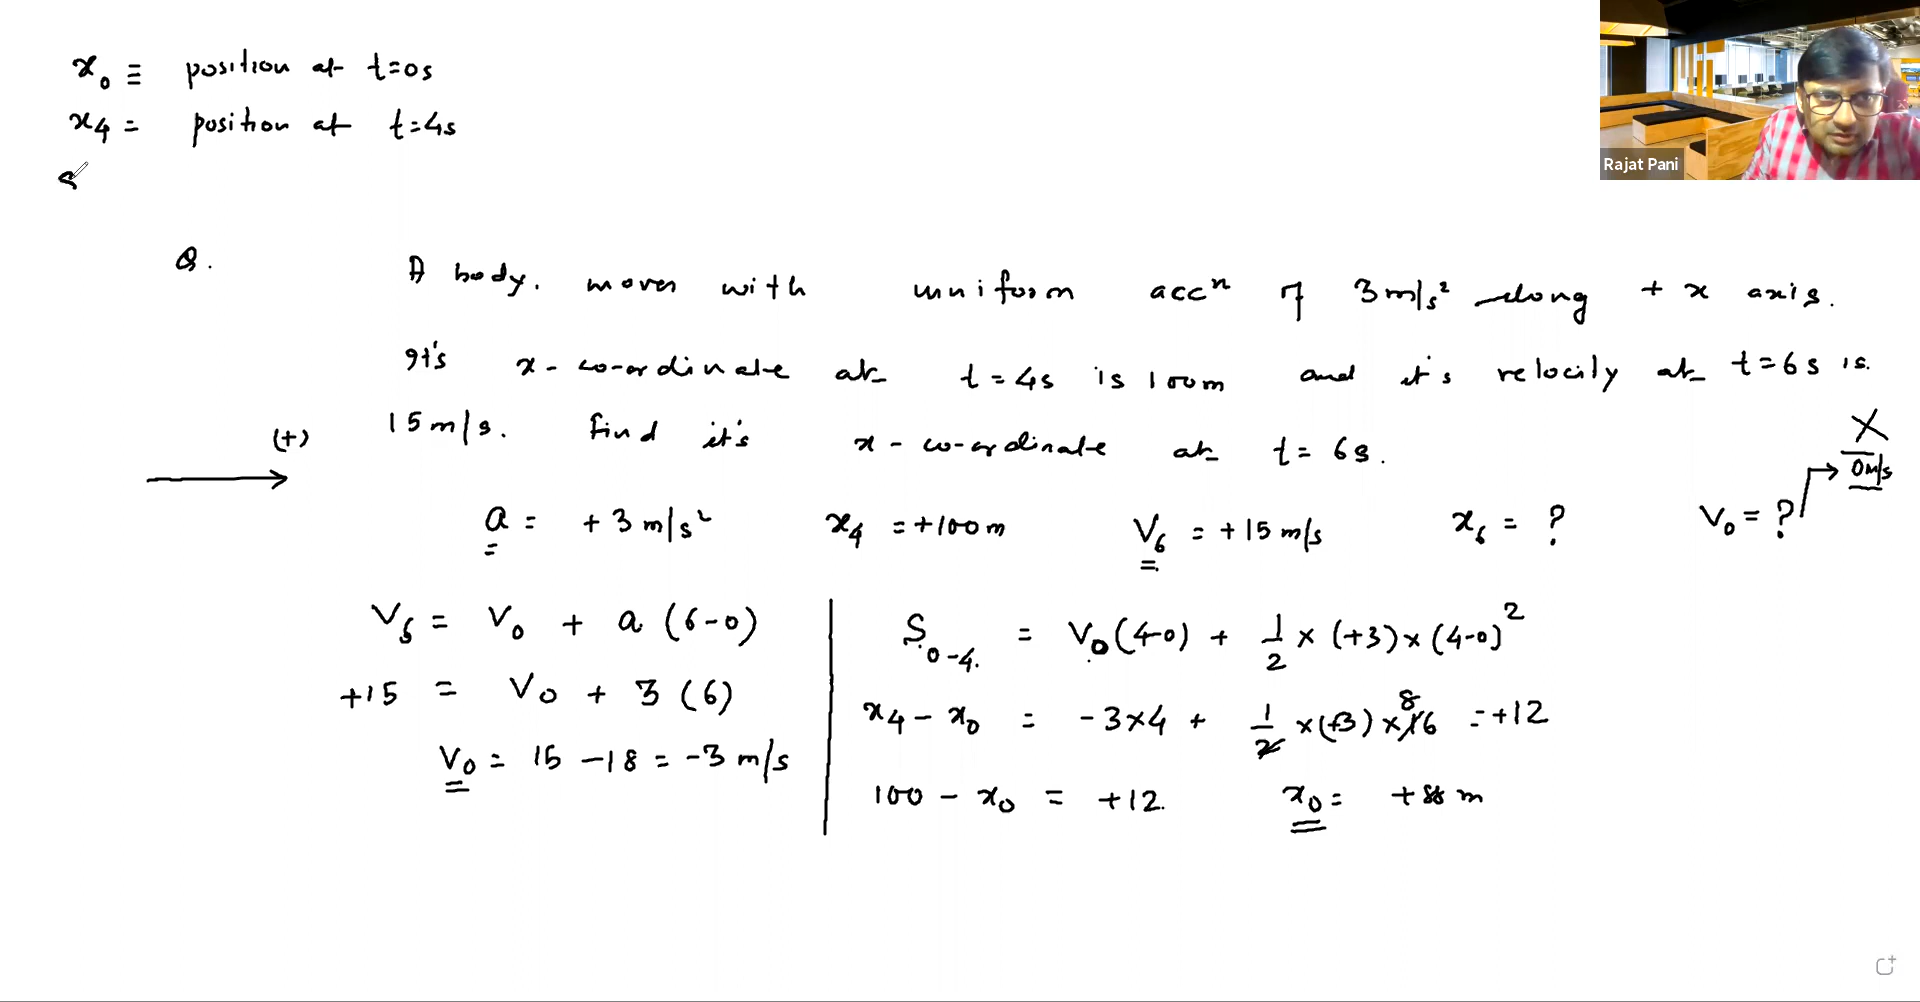 x₀ ≡ position at t=0s
x₄ = position at t=4s
Rajat Pani
Q. A body. moves with uniform accⁿ of 3m/s² along + x axis.
It's x-co-ordinate at t=4s is 100m and it's velocity at t=6s is.
15m/s. find it's x-co-ordinate at t=6s.
(+)
X
0m/s
a = +3m/s² x₄ =+100m V₆ = +15m/s x₆ = ? V₀ = ?
V₆ = V₀ + a (6-0)
+15 = V₀ + 3 (6)
V₀ = 15 -18 = -3 m/s
S₀₋₄. = V₀(4-0) + 1/2 × (+3) × (4-0)²
x₄ - x₀ = -3×4 + 1/2 ×(+3) × 16 8 =+12
100 - x₀ = +12. x₀ = +88 m